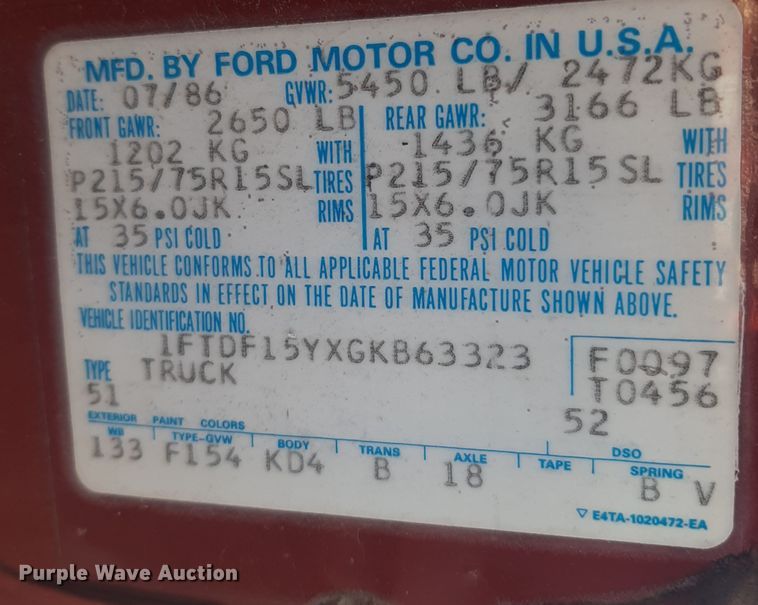 MFD. BY FORD MOTOR CO. IN U.S.A.
DATE: 07/86 GVWR: 5450 LB/ 2472KG
FRONT GAWR: 2650 LB REAR GAWR: 3166 LB
1202 KG WITH 1436 KG WITH
P215/75R15SL TIRES P215/75R15 SL TIRES
15X6.0JK RIMS 15X6.0JK RIMS
AT 35 PSI COLD AT 35 PSI COLD
THIS VEHICLE CONFORMS TO ALL APPLICABLE FEDERAL MOTOR VEHICLE SAFETY
STANDARDS IN EFFECT ON THE DATE OF MANUFACTURE SHOWN ABOVE.
VEHICLE IDENTIFICATION NO.
1FTDF15YXGKB63323 F0097
TYPE TRUCK T0456
51 52
EXTERIOR PAINT COLORS DSO
WB TYPE-GVW BODY TRANS AXLE TAPE SPRING
133 F154 KD4 B 18 B V
▽ E4TA-1020472-EA
Purple Wave Auction